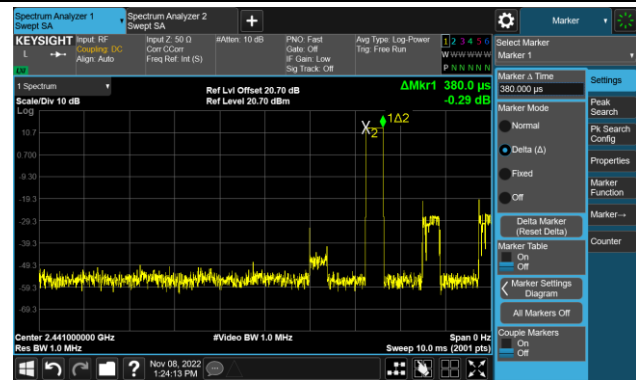 Spectrum Analyzer 1
Swept SA
Spectrum Analyzer 2
Swept SA
+
Marker
KEYSIGHT
L
Input: RF
Coupling: DC
Align: Auto
Input Z: 50 Ω
Corr CCorr
Freq Ref: Int (S)
#Atten: 10 dB
PNO: Fast
Gate: Off
IF Gain: Low
Sig Track: Off
Avg Type: Log-Power
Trig: Free Run
1 2 3 4 5 6
W W W W W W
P N N N N N
Select Marker
Marker 1
1 Spectrum
Scale/Div 10 dB
Log
Ref Lvl Offset 20.70 dB
Ref Level 20.70 dBm
ΔMkr1 380.0 µs
-0.29 dB
10.7
0.700
-9.30
-19.3
-29.3
-39.3
-49.3
-59.3
-69.3
X2
1Δ2
Center 2.441000000 GHz
Res BW 1.0 MHz
#Video BW 1.0 MHz
Span 0 Hz
Sweep 10.0 ms (2001 pts)
Marker Δ Time
380.000 µs
Marker Mode
Normal
Delta (Δ)
Fixed
Off
Delta Marker
(Reset Delta)
Marker Table
On
Off
Marker Settings
Diagram
All Markers Off
Couple Markers
On
Off
Settings
Peak
Search
Pk Search
Config
Properties
Marker
Function
Marker→
Counter
?
Nov 08, 2022
1:24:13 PM